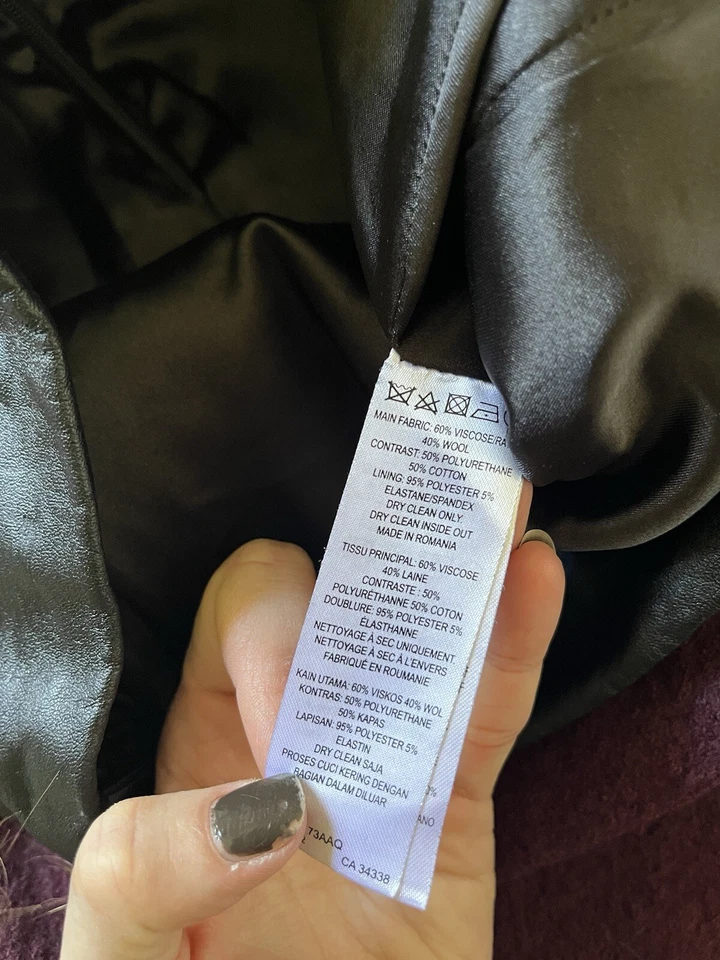 MAIN FABRIC: 60% VISCOSE/RA
40% WOOL
CONTRAST: 50% POLYURETHANE
50% COTTON
LINING: 95% POLYESTER 5%
ELASTANE/SPANDEX
DRY CLEAN ONLY
DRY CLEAN INSIDE OUT
MADE IN ROMANIA
TISSU PRINCIPAL: 60% VISCOSE
40% LAINE
CONTRASTE : 50%
POLYURÉTHANNE 50% COTON
DOUBLURE: 95% POLYESTER 5%
ÉLASTHANNE
NETTOYAGE À SEC UNIQUEMENT
NETTOYAGE À SEC À L'ENVERS
FABRIQUÉ EN ROUMANIE
KAIN UTAMA: 60% VISKOS 40% WOL
KONTRAS: 50% POLYURETHANE
50% KAPAS
LAPISAN: 95% POLYESTER 5%
ELASTIN
DRY CLEAN SAJA
PROSES CUCI KERING DENGAN
BAGIAN DALAM DILUAR
73AAQ
CA 34338